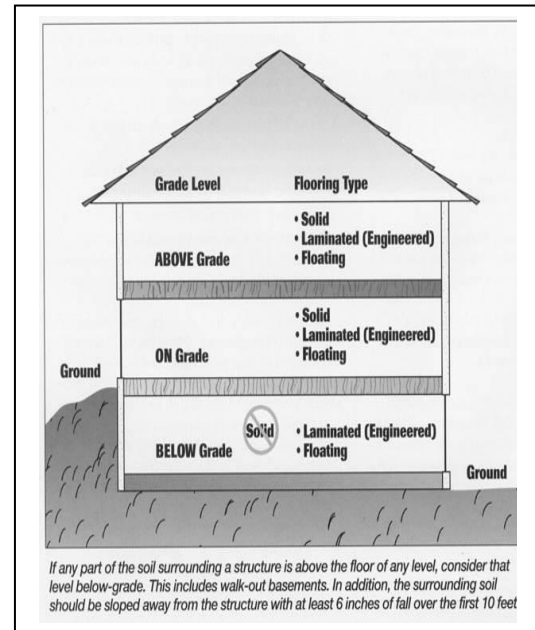 Grade Level Flooring Type
• Solid
• Laminated (Engineered)
ABOVE Grade • Floating
• Solid
• Laminated (Engineered)
ON Grade • Floating
Ground
Solid • Laminated (Engineered)
BELOW Grade • Floating
Ground
If any part of the soil surrounding a structure is above the floor of any level, consider that
level below-grade. This includes walk-out basements. In addition, the surrounding soil
should be sloped away from the structure with at least 6 inches of fall over the first 10 feet